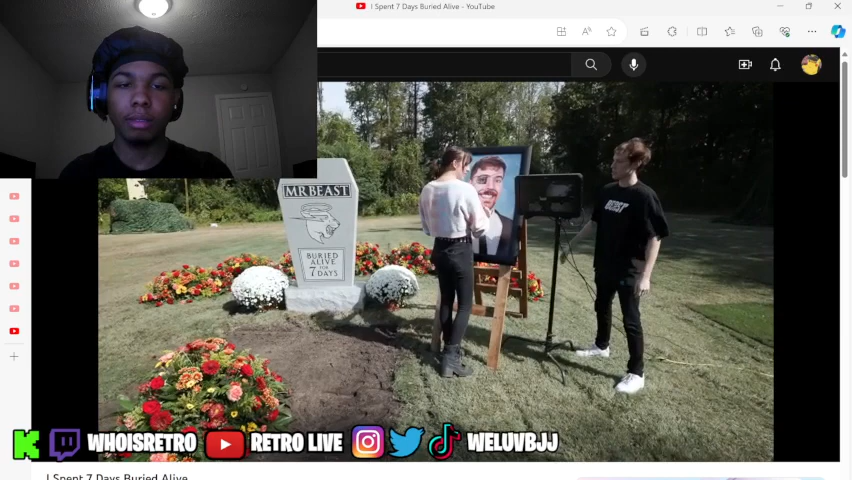 I Spent 7 Days Buried Alive - YouTube
MRBEAST
BURIED
ALIVE
FOR
7 DAYS
BEAST
WHOISRETRO RETRO LIVE WELUVBJJ
I Spent 7 Days Buried Alive